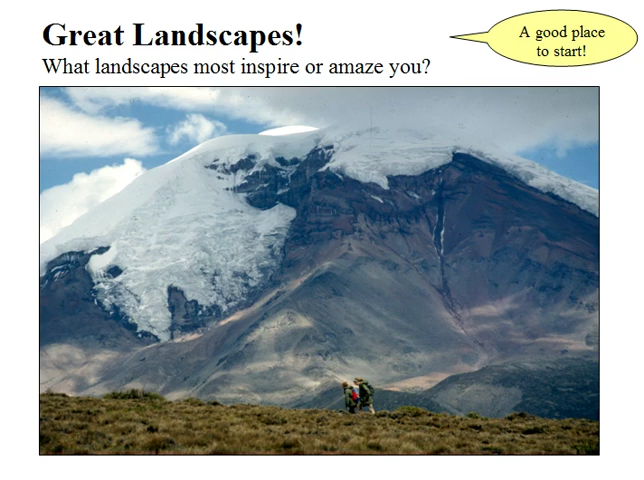 Great Landscapes!
What landscapes most inspire or amaze you?
A good place
to start!